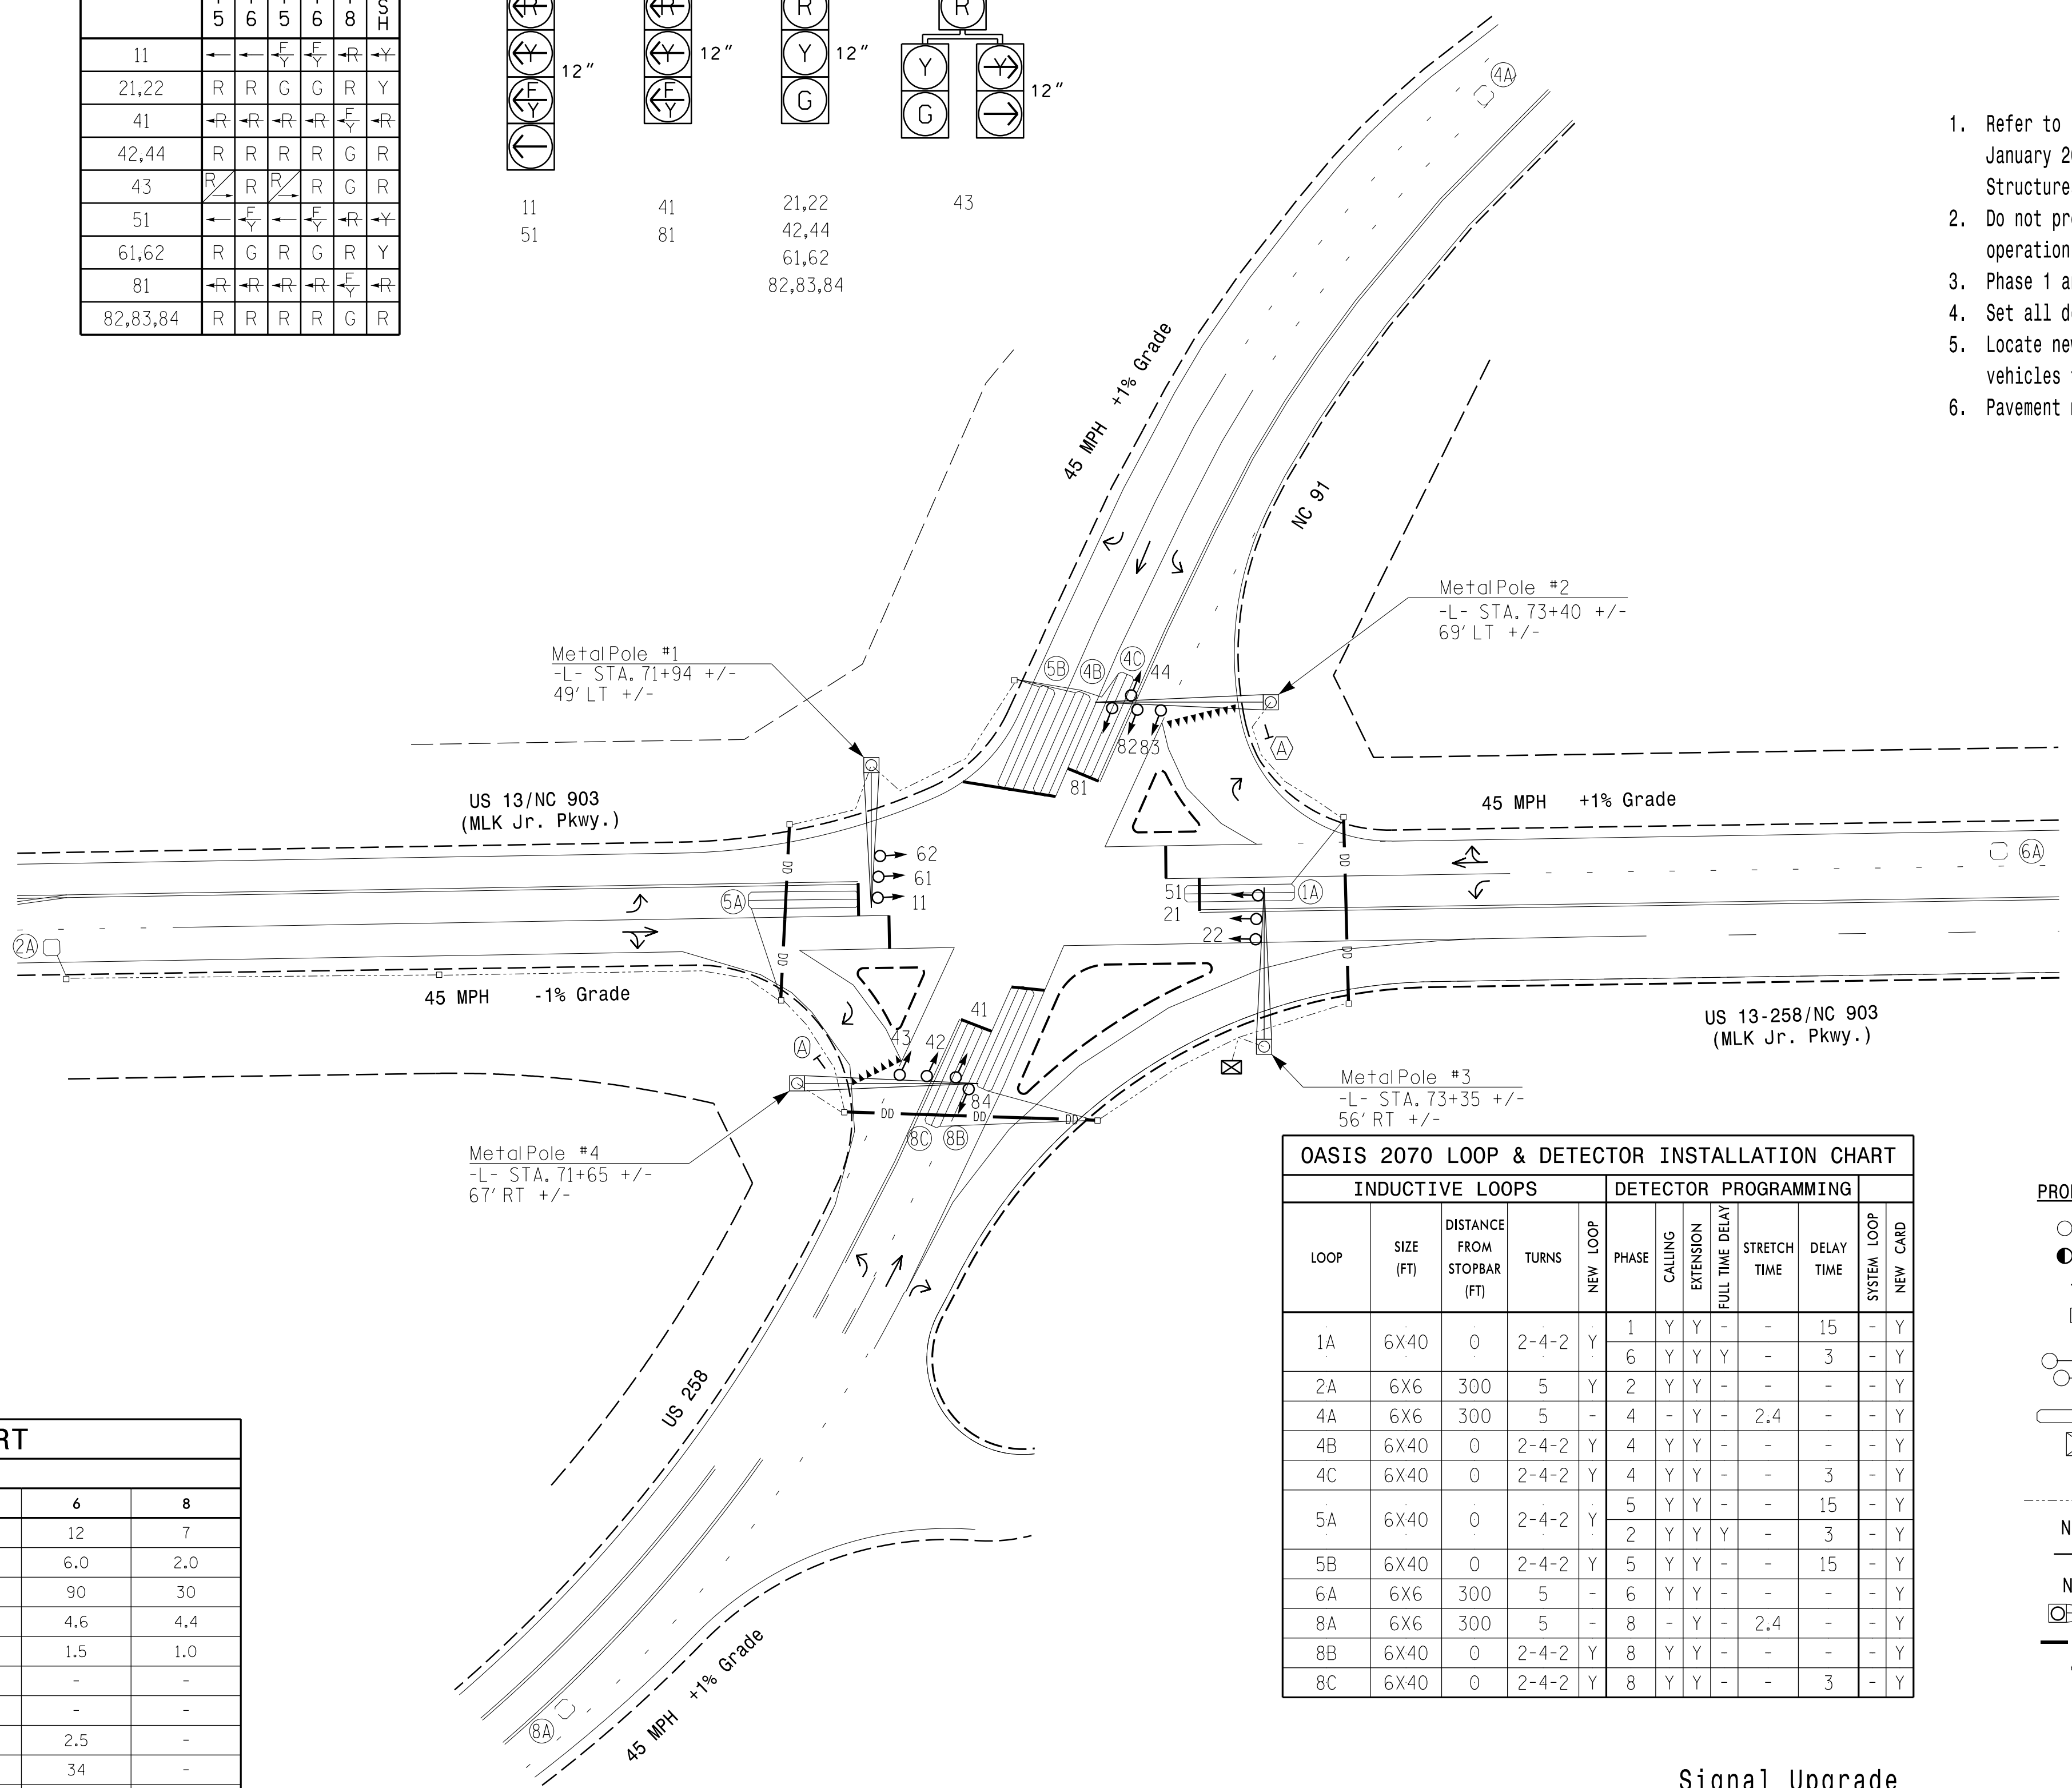 5 6 5 6 8 S H
11 F Y F Y R Y
21,22 R R G G R Y
41 R R R R F Y R
42,44 R R R R G R
43 R R R R G R
51 F Y F Y R Y
61,62 R G R G R Y
81 R R R R F Y R
82,83,84 R R R R G R
R R R R
Y Y Y Y Y
12" 12" 12" 12"
F Y F Y G G
11 41 21,22 43
51 81 42,44
61,62
82,83,84
1. Refer to
January 2
Structure
2. Do not pr
operation
3. Phase 1 a
4. Set all d
5. Locate ne
vehicles
6. Pavement
4A
45 MPH +1% Grade
NC 91
Metal Pole #2
-L- STA. 73+40 +/-
69' LT +/-
Metal Pole #1
-L- STA. 71+94 +/-
49' LT +/-
5B 4B 4C 44
82 83
A
81
US 13/NC 903
(MLK Jr. Pkwy.)
45 MPH +1% Grade
62
61
11
DD
DD
6A
5A
51
21
22
1A
2A
DD
DD
45 MPH -1% Grade
US 13-258/NC 903
(MLK Jr. Pkwy.)
A
43 42 41
84
DD DD DD
8C 8B
Metal Pole #3
-L- STA. 73+35 +/-
56' RT +/-
Metal Pole #4
-L- STA. 71+65 +/-
67' RT +/-
US 258
8A
45 MPH +1% Grade
OASIS 2070 LOOP & DETECTOR INSTALLATION CHART
INDUCTIVE LOOPS DETECTOR PROGRAMMING
LOOP SIZE (FT) DISTANCE FROM STOPBAR (FT) TURNS NEW LOOP PHASE CALLING EXTENSION FULL TIME DELAY STRETCH TIME DELAY TIME SYSTEM LOOP NEW CARD
1A 6X40 0 2-4-2 Y 1 Y Y - - 15 - Y
6 Y Y Y - 3 - Y
2A 6X6 300 5 Y 2 Y Y - - - - Y
4A 6X6 300 5 - 4 - Y - 2.4 - - Y
4B 6X40 0 2-4-2 Y 4 Y Y - - - - Y
4C 6X40 0 2-4-2 Y 4 Y Y - - 3 - Y
5A 6X40 0 2-4-2 Y 5 Y Y - - 15 - Y
2 Y Y Y - 3 - Y
5B 6X40 0 2-4-2 Y 5 Y Y - - 15 - Y
6A 6X6 300 5 - 6 Y Y - - - - Y
8A 6X6 300 5 - 8 - Y - 2.4 - - Y
8B 6X40 0 2-4-2 Y 8 Y Y - - - - Y
8C 6X40 0 2-4-2 Y 8 Y Y - - 3 - Y
PRO
N
N
RT
6 8
12 7
6.0 2.0
90 30
4.6 4.4
1.5 1.0
- -
- -
2.5 -
34 -
Signal Upgrade